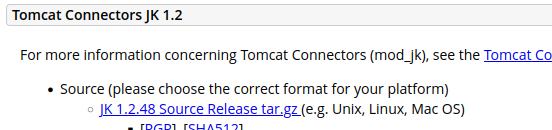 Tomcat Connectors JK 1.2
For more information concerning Tomcat Connectors (mod_jk), see the Tomcat Co
Source (please choose the correct format for your platform)
JK 1.2.48 Source Release tar.gz (e.g. Unix, Linux, Mac OS)
[PGP], [SHA512]